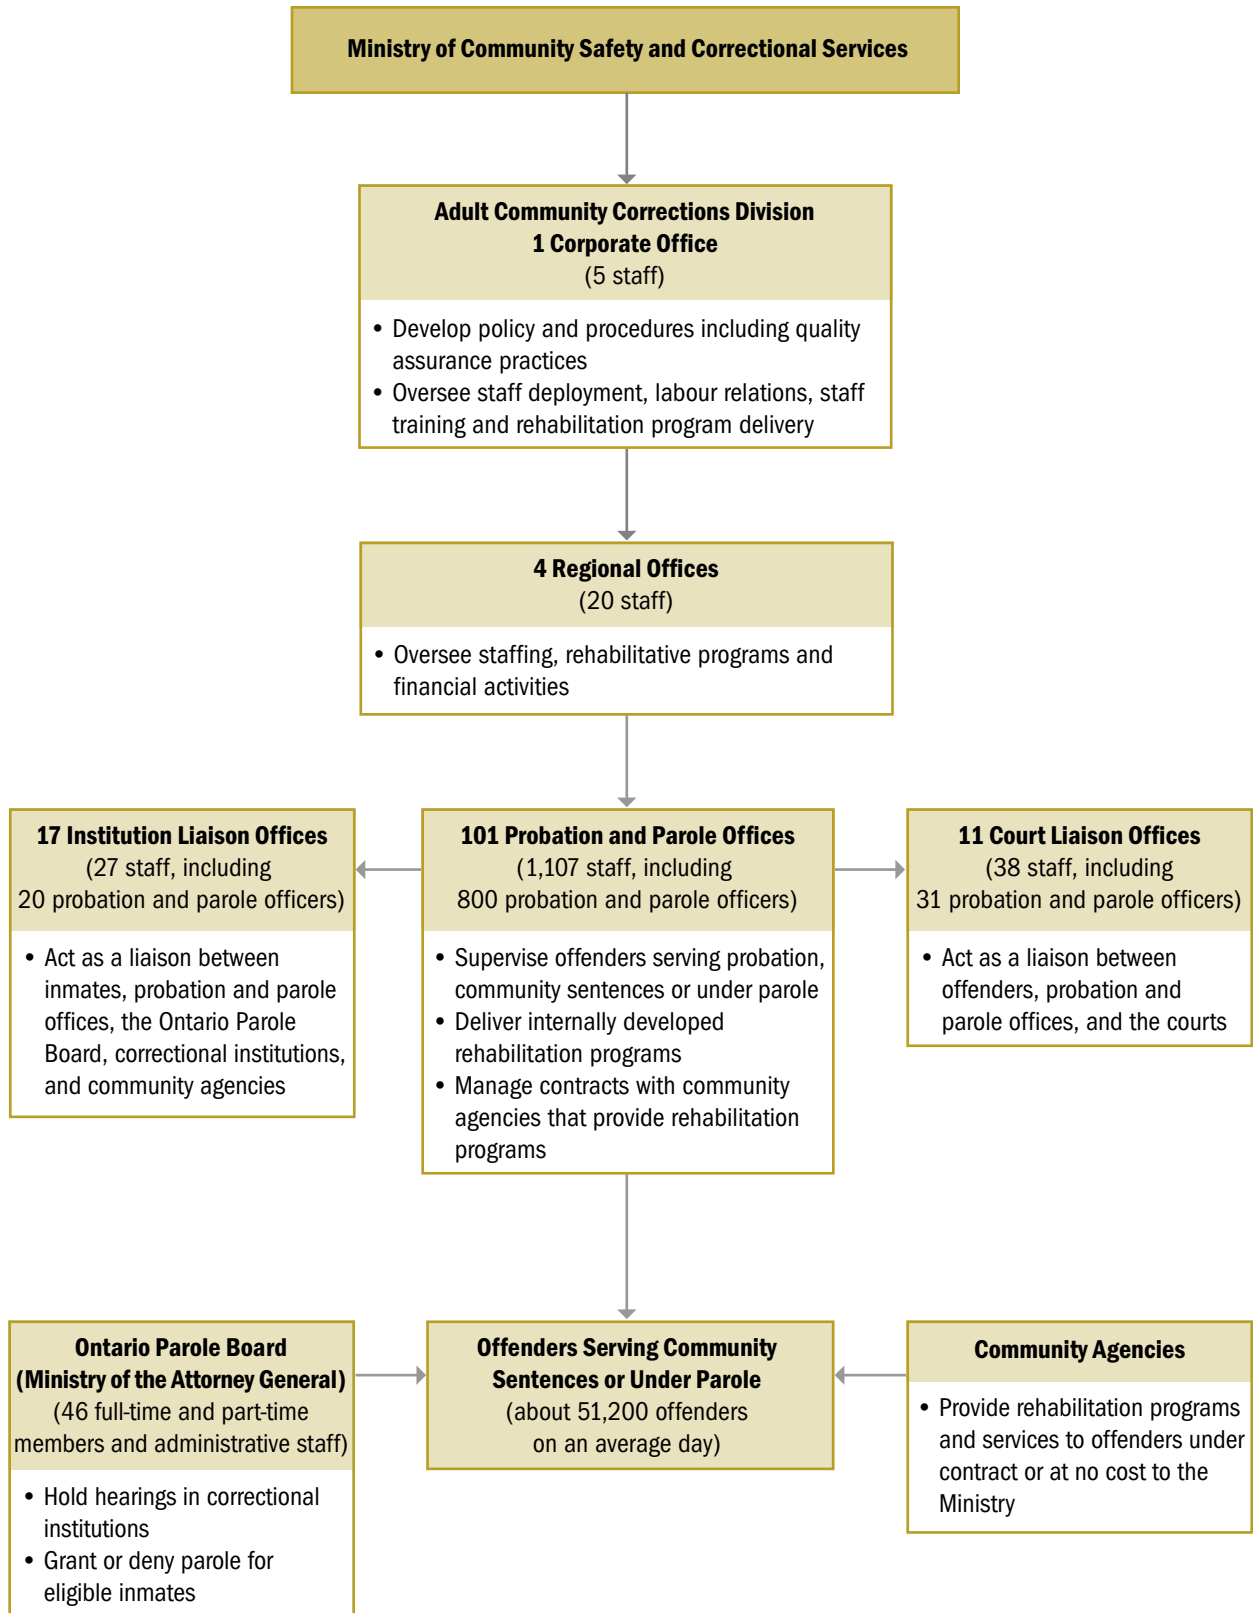 Ministry of Community Safety and Correctional Services
Adult Community Corrections Division
1 Corporate Office
(5 staff)
• Develop policy and procedures including quality
assurance practices
• Oversee staff deployment, labour relations, staff
training and rehabilitation program delivery
4 Regional Offices
(20 staff)
• Oversee staffing, rehabilitative programs and
financial activities
17 Institution Liaison Offices
(27 staff, including
20 probation and parole officers)
• Act as a liaison between
inmates, probation and parole
offices, the Ontario Parole
Board, correctional institutions,
and community agencies
101 Probation and Parole Offices
(1,107 staff, including
800 probation and parole officers)
• Supervise offenders serving probation,
community sentences or under parole
• Deliver internally developed
rehabilitation programs
• Manage contracts with community
agencies that provide rehabilitation
programs
11 Court Liaison Offices
(38 staff, including
31 probation and parole officers)
• Act as a liaison between
offenders, probation and
parole offices, and the courts
Ontario Parole Board
(Ministry of the Attorney General)
(46 full-time and part-time
members and administrative staff)
• Hold hearings in correctional
institutions
• Grant or deny parole for
eligible inmates
Offenders Serving Community
Sentences or Under Parole
(about 51,200 offenders
on an average day)
Community Agencies
• Provide rehabilitation programs
and services to offenders under
contract or at no cost to the
Ministry